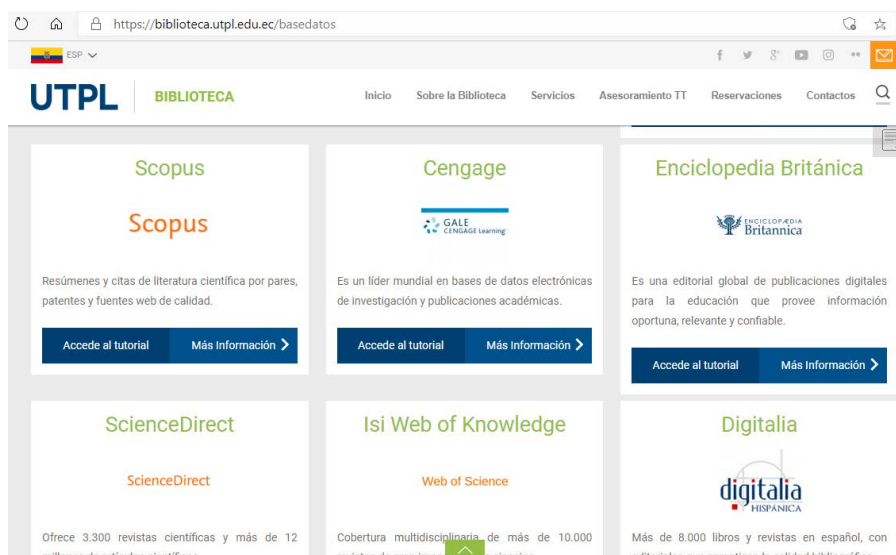 https://biblioteca.utpl.edu.ec/basedatos
ESP
UTPL BIBLIOTECA Inicio Sobre la Biblioteca Servicios Asesoramiento TT Reservaciones Contactos
Scopus
Scopus
Resúmenes y citas de literatura científica por pares,
patentes y fuentes web de calidad.
Accede al tutorial Más Información
Cengage
GALE
CENGAGE Learning
Es un líder mundial en bases de datos electrónicas
de investigación y publicaciones académicas.
Accede al tutorial Más Información
Enciclopedia Británica
ENCICLOPÆDIA
Britannica
Es una editorial global de publicaciones digitales
para la educación que provee información
oportuna, relevante y confiable.
Accede al tutorial Más Información
ScienceDirect
ScienceDirect
Ofrece 3.300 revistas científicas y más de 12
Isi Web of Knowledge
Web of Science
Cobertura multidisciplinaria de más de 10.000
Digitalia
digitalia
HISPÁNICA
Más de 8.000 libros y revistas en español, con